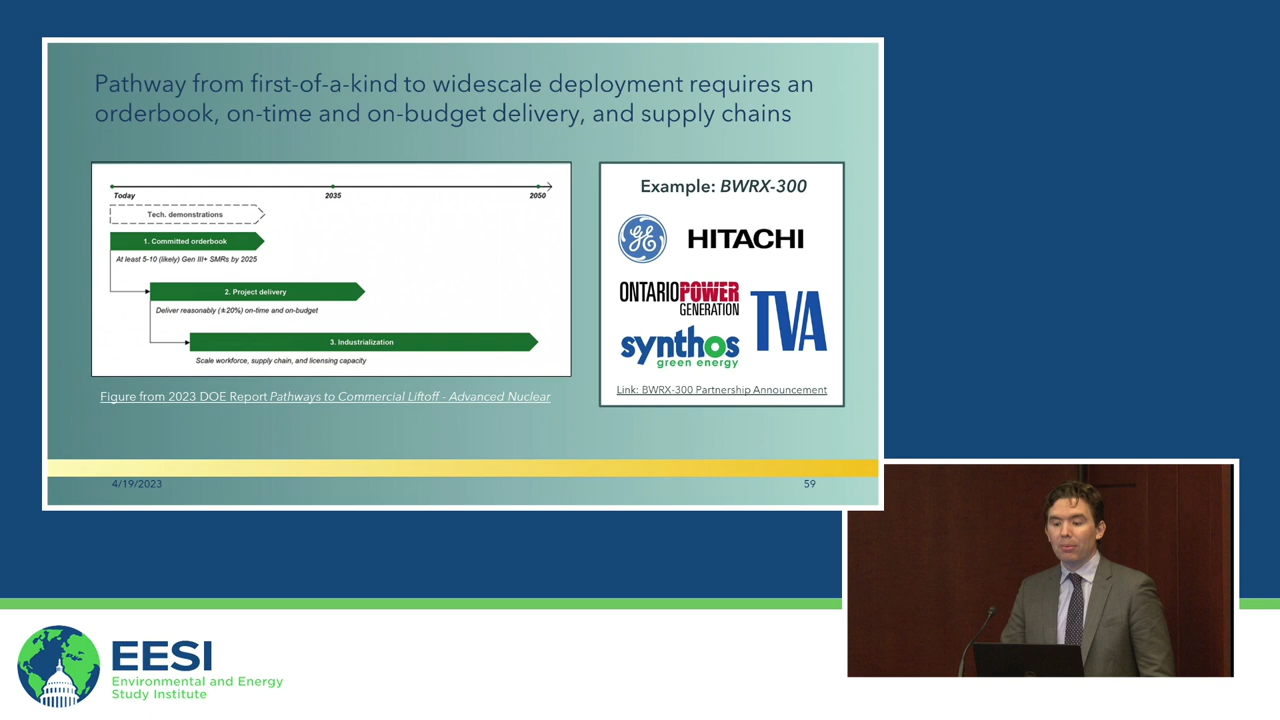 Pathway from first-of-a-kind to widescale deployment requires an
orderbook, on-time and on-budget delivery, and supply chains
Today
2035
2050
Tech. demonstrations
1. Committed orderbook
At least 5-10 (likely) Gen III+ SMRs by 2025
2. Project delivery
Deliver reasonably (±20%) on-time and on-budget
3. Industrialization
Scale workforce, supply chain, and licensing capacity
Figure from 2023 DOE Report Pathways to Commercial Liftoff - Advanced Nuclear
Example: BWRX-300
GE
HITACHI
ONTARIOPOWER
GENERATION
TVA
synthos
green energy
Link: BWRX-300 Partnership Announcement
4/19/2023
59
EESI
Environmental and Energy
Study Institute